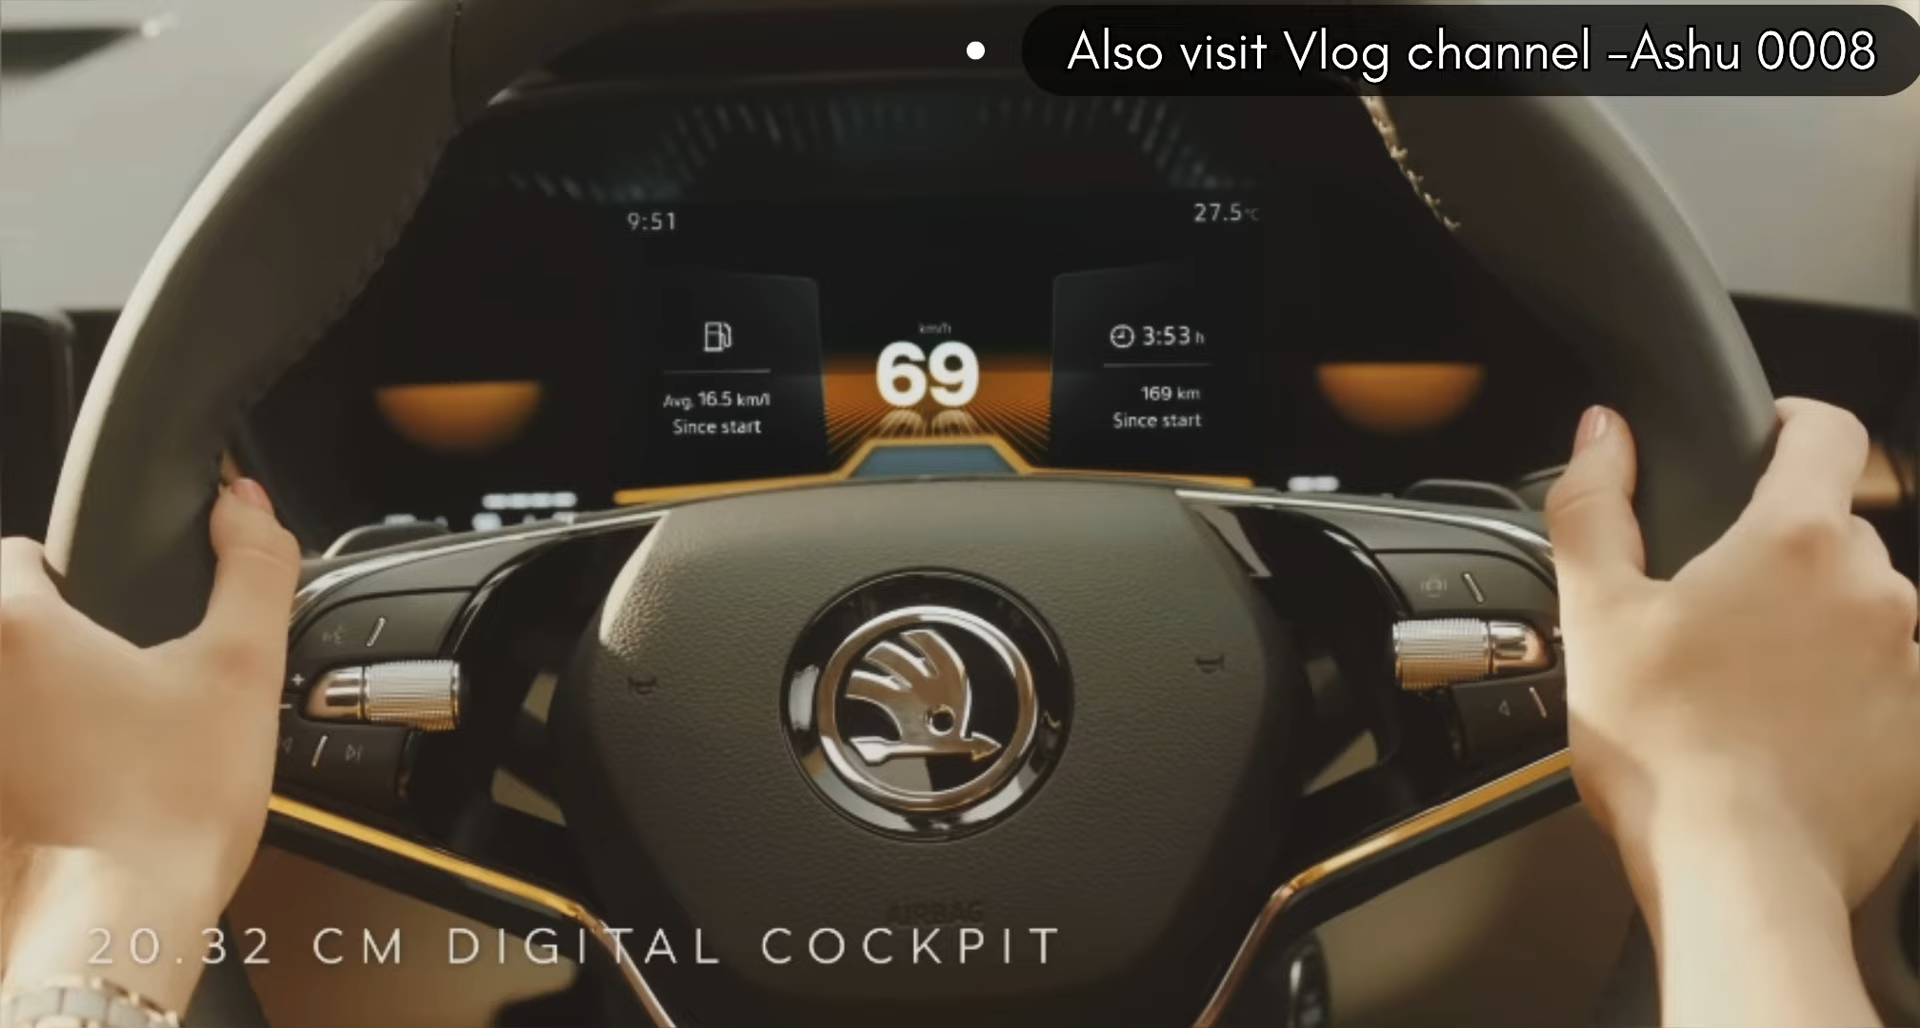 Also visit Vlog channel -Ashu 0008
9:51
27.5°C
km/h
69
3:53 h
Avg. 16.5 km/l
Since start
169 km
Since start
AIRBAG
20.32 CM DIGITAL COCKPIT